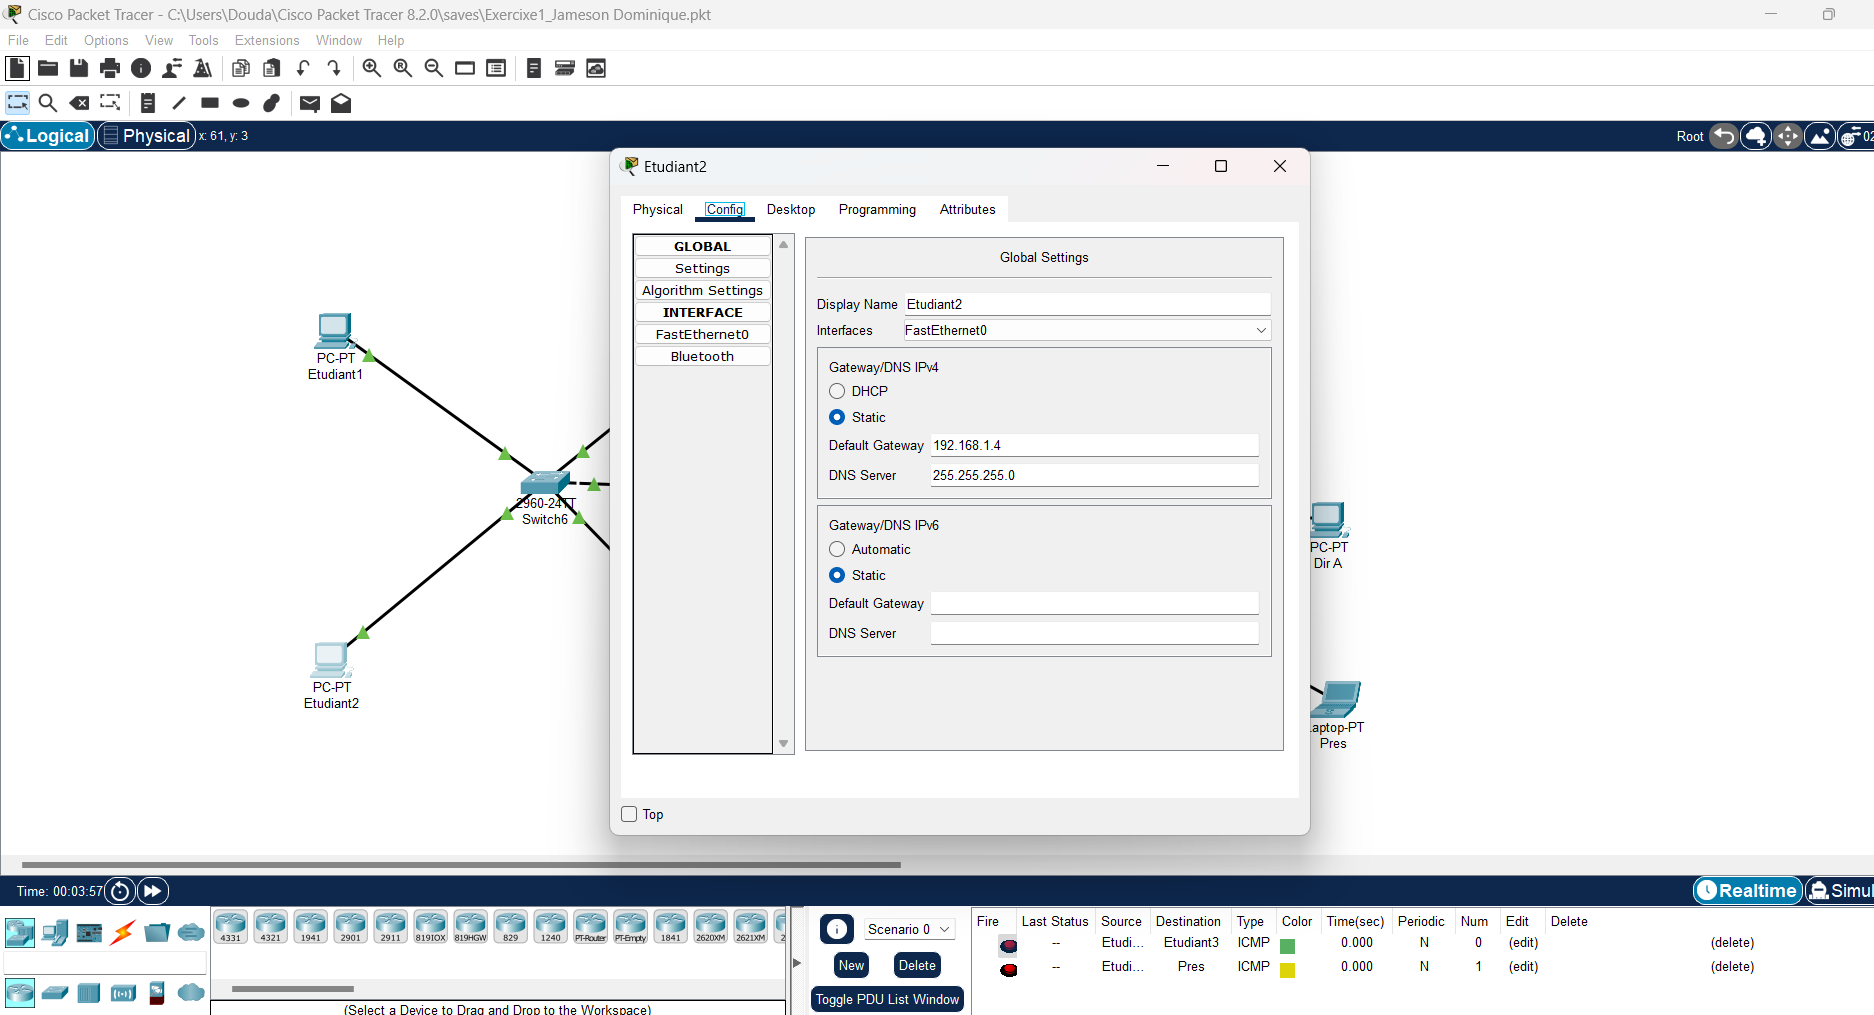 Cisco Packet Tracer - C:\Users\Douda\Cisco Packet Tracer 8.2.0\saves\Exercixe1_Jameson Dominique.pkt
File Edit Options View Tools Extensions Window Help
Logical Physical x: 61, y: 3
Root
02
Etudiant2
Physical Config Desktop Programming Attributes
GLOBAL
Settings
Algorithm Settings
INTERFACE
FastEthernet0
Bluetooth
Global Settings
Display Name Etudiant2
Interfaces FastEthernet0
Gateway/DNS IPv4
DHCP
Static
Default Gateway 192.168.1.4
DNS Server 255.255.255.0
Gateway/DNS IPv6
Automatic
Static
Default Gateway
DNS Server
Top
PC-PT
Etudiant1
2960-24TT
Switch6
PC-PT
Etudiant2
PC-PT
Dir A
aptop-PT
Pres
Time: 00:03:57
Realtime Simul
4331 4321 1941 2901 2911 819IOX 819HGW 829 1240 PT-Router PT-Empty 1841 2620XM 2621XM 2
(Select a Device to Drag and Drop to the Workspace)
Scenario 0
New Delete
Toggle PDU List Window
Fire Last Status Source Destination Type Color Time(sec) Periodic Num Edit Delete
-- Etudi... Etudiant3 ICMP 0.000 N 0 (edit) (delete)
-- Etudi... Pres ICMP 0.000 N 1 (edit) (delete)